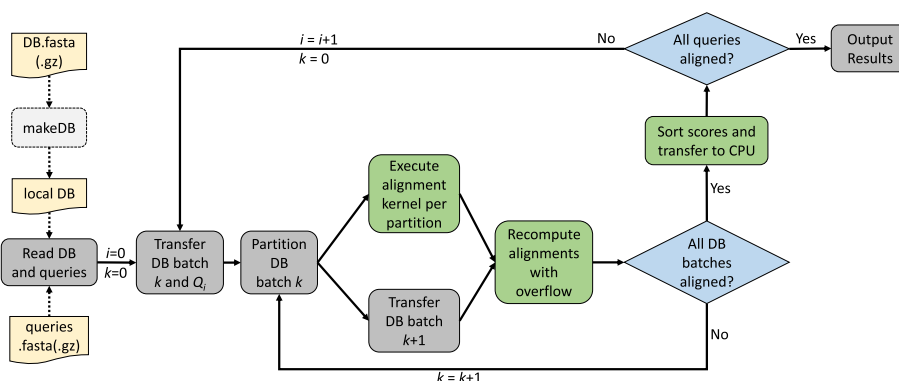 DB.fasta
(.gz)
makeDB
local DB
Read DB
and queries
queries
.fasta(.gz)
i=0
k=0
i = i+1
k = 0
Transfer
DB batch
k and Qi
Partition
DB
batch k
Execute
alignment
kernel per
partition
Transfer
DB batch
k+1
Recompute
alignments
with
overflow
All DB
batches
aligned?
No
k = k+1
Yes
Sort scores and
transfer to CPU
All queries
aligned?
No
Yes
Output
Results